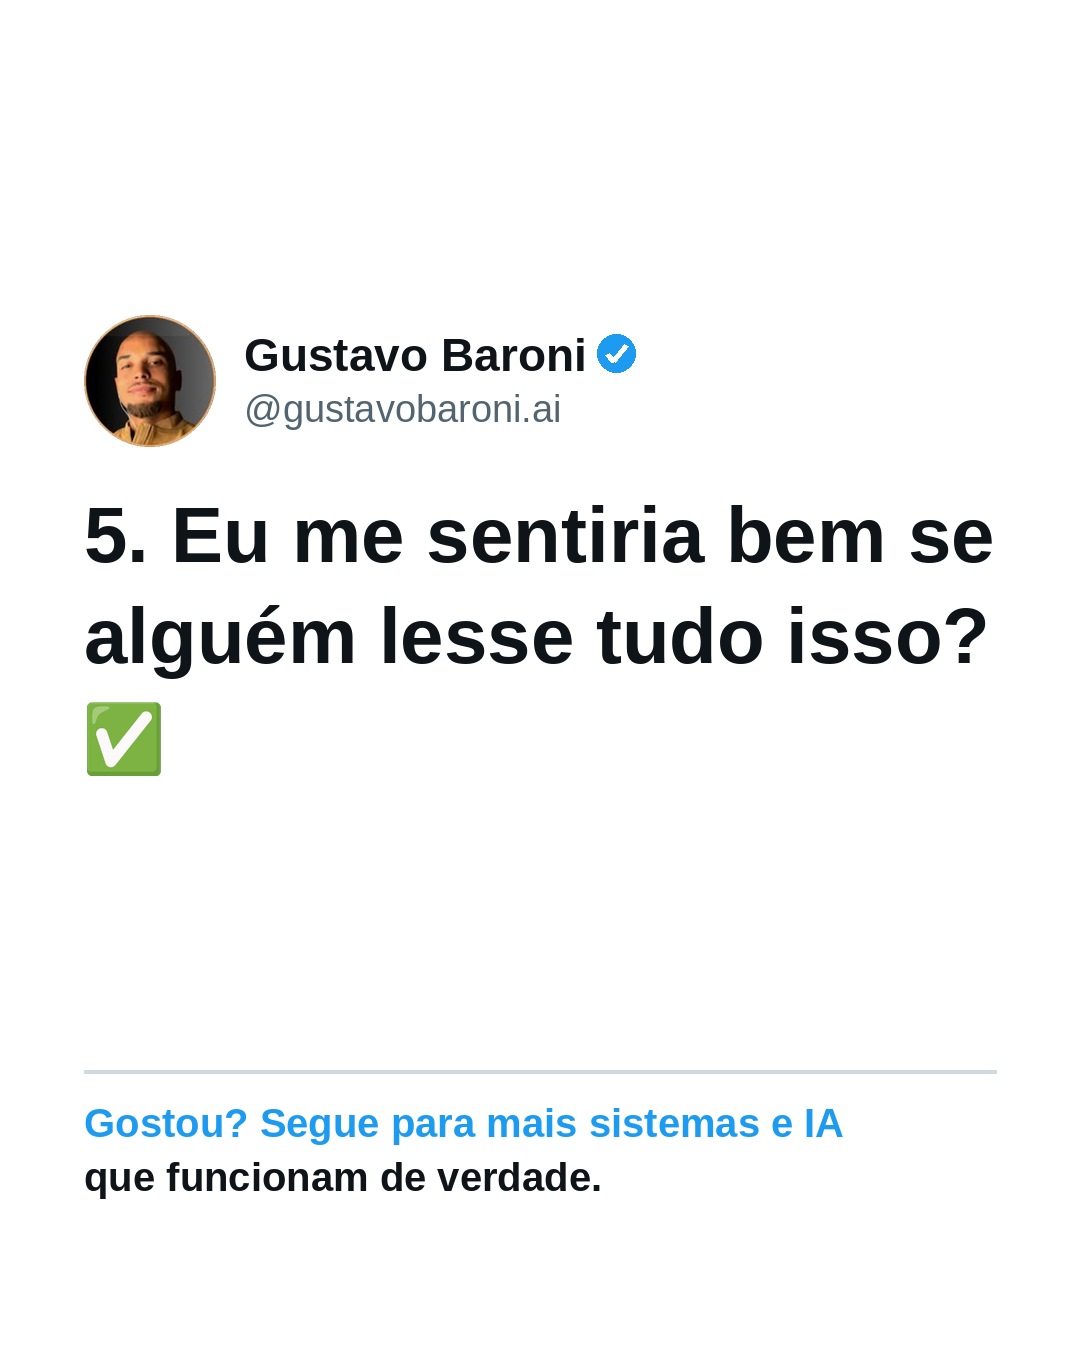 Gustavo Baroni
@gustavobaroni.ai
5. Eu me sentiria bem se
alguém lesse tudo isso?
✅
Gostou? Segue para mais sistemas e IA
que funcionam de verdade.